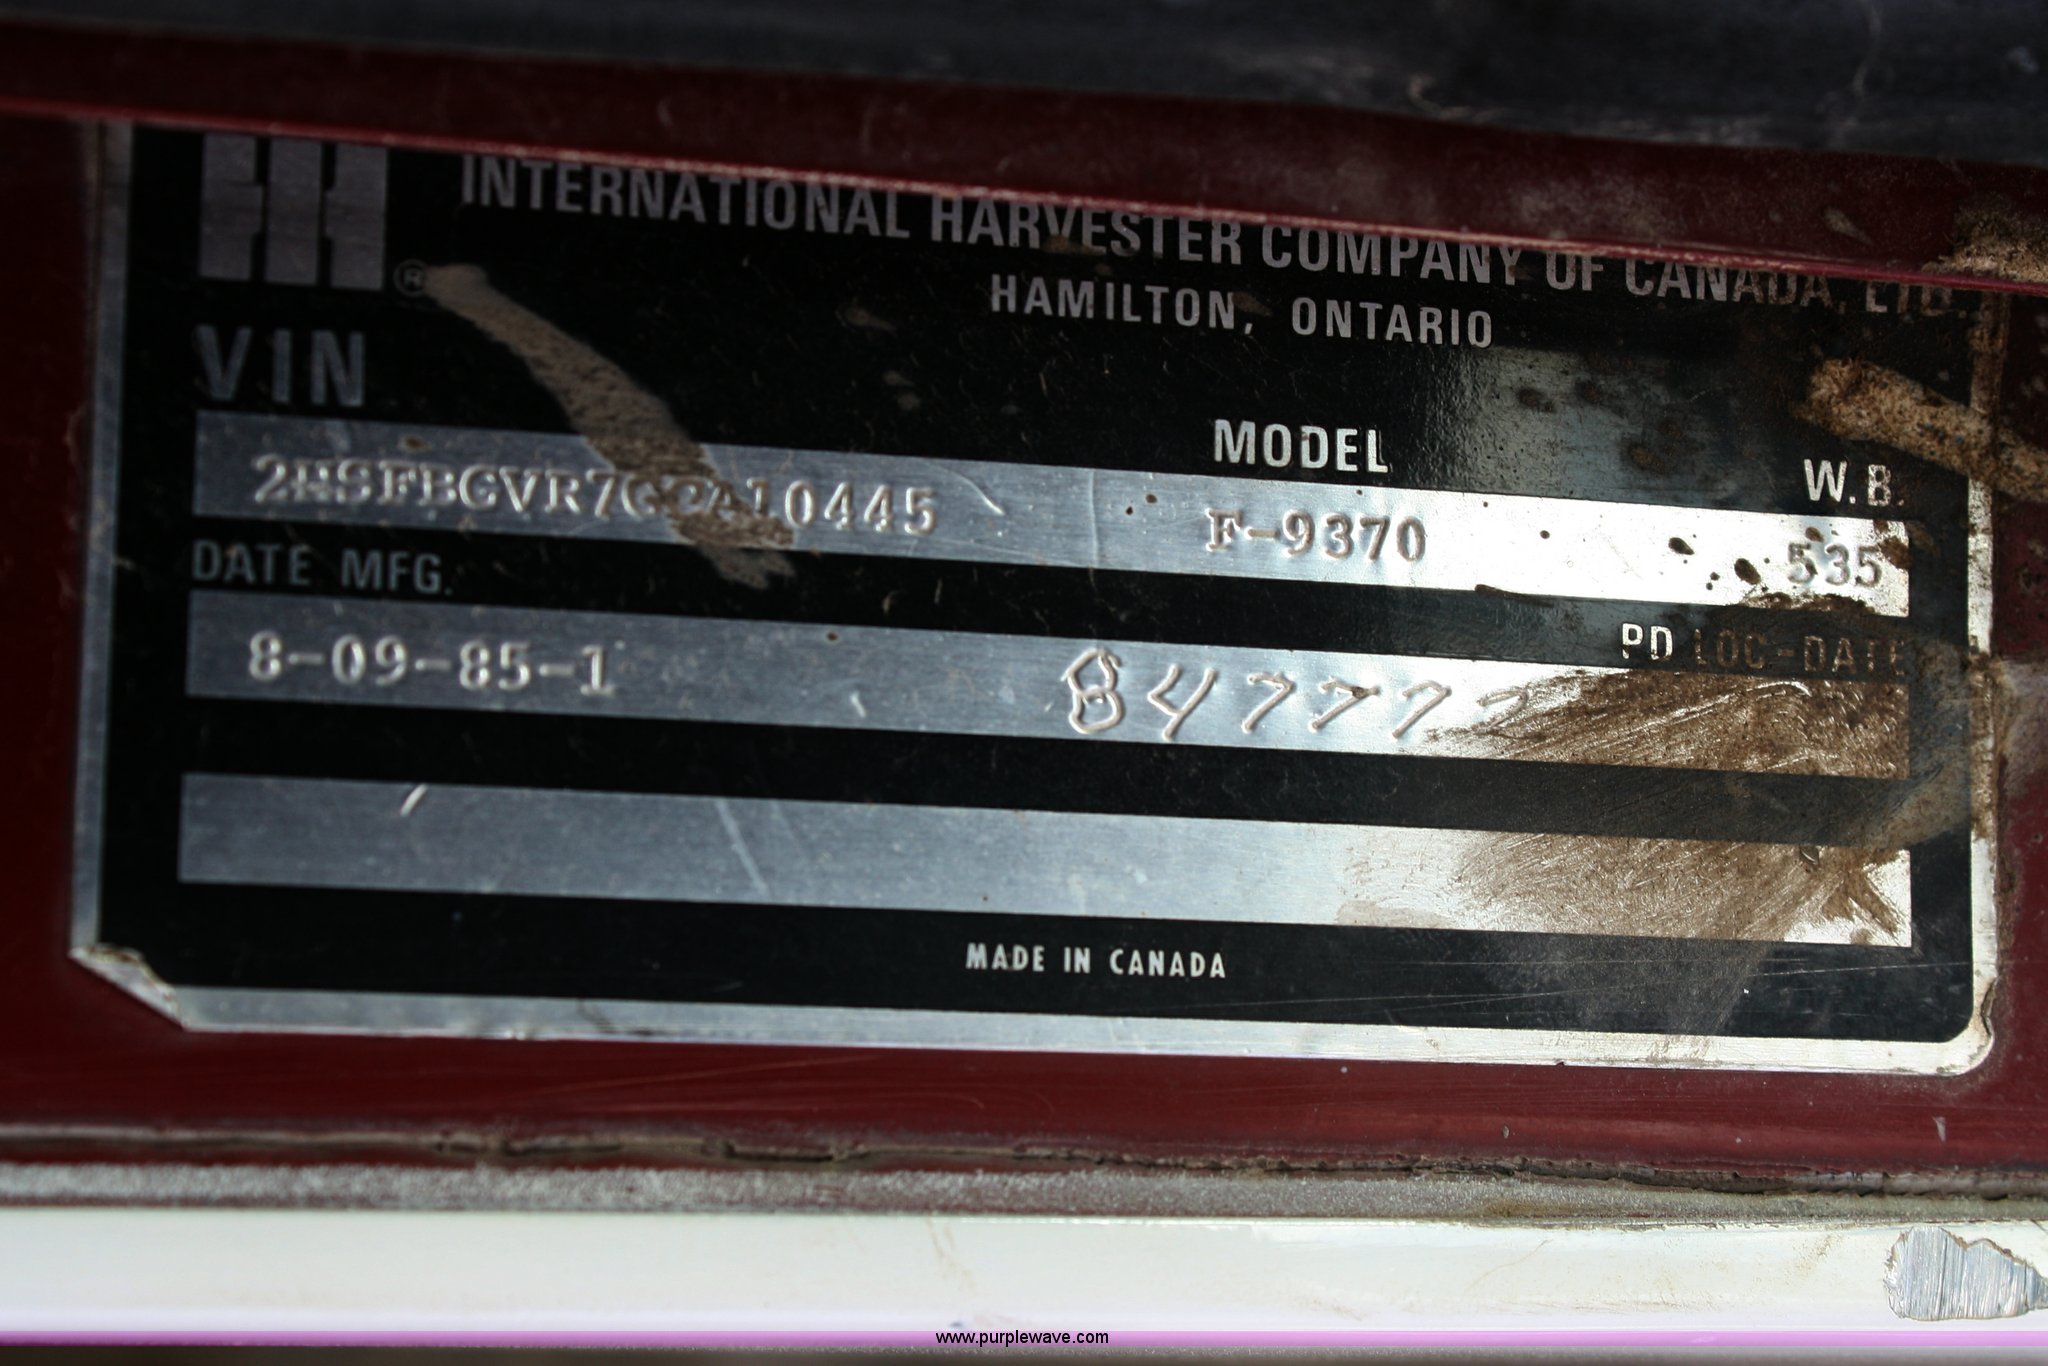 INTERNATIONAL HARVESTER COMPANY OF CANADA, LTD.
HAMILTON, ONTARIO
VIN
MODEL
W.B.
F-9370
535
DATE MFG.
PD LOC-DATE
8-09-85-1
84777
MADE IN CANADA
www.purplewave.com